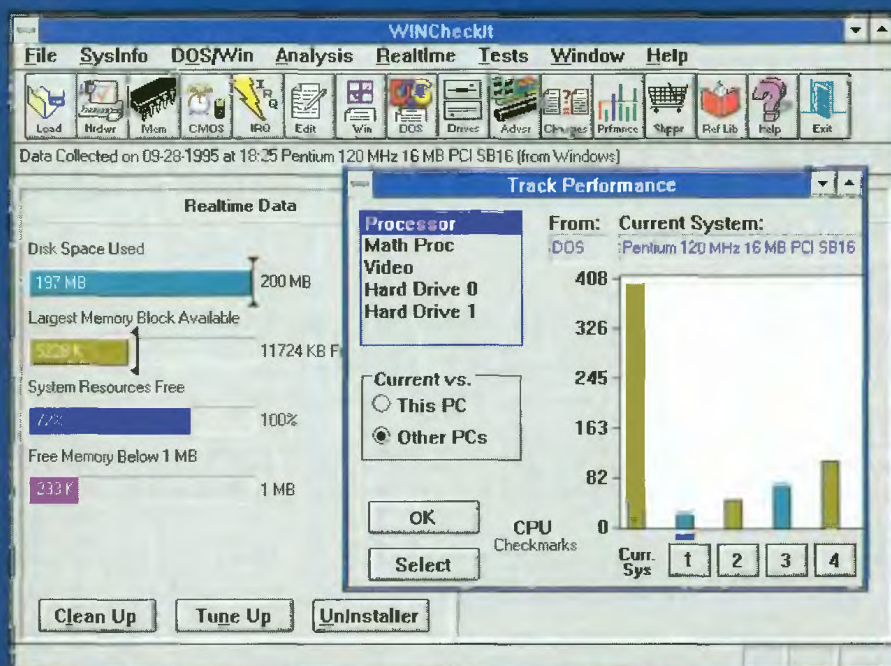 WINCheckIt
File SysInfo DOS/Win Analysis Realtime Tests Window Help
IRQ
Load Hrdwr Mem CMOS IRQ Edit Win DOS Drives Advsr Changes Prfmnce Shppr Ref Lib Help Exit
Data Collected on 09-28-1995 at 18:25 Pentium 120 MHz 16 MB PCI SB16 (from Windows)
Realtime Data
Disk Space Used
197 MB 200 MB
Largest Memory Block Available
5228 K 11724 KB F
System Resources Free
72% 100%
Free Memory Below 1 MB
233 K 1 MB
Clean Up Tune Up UnInstaller
Track Performance
Processor
Math Proc
Video
Hard Drive 0
Hard Drive 1
Current vs.
This PC
Other PCs
OK
Select
From: Current System:
DOS Pentium 120 MHz 16 MB PCI SB16
408
326
245
163
82
0
CPU
Checkmarks
Curr. Sys 1 2 3 4